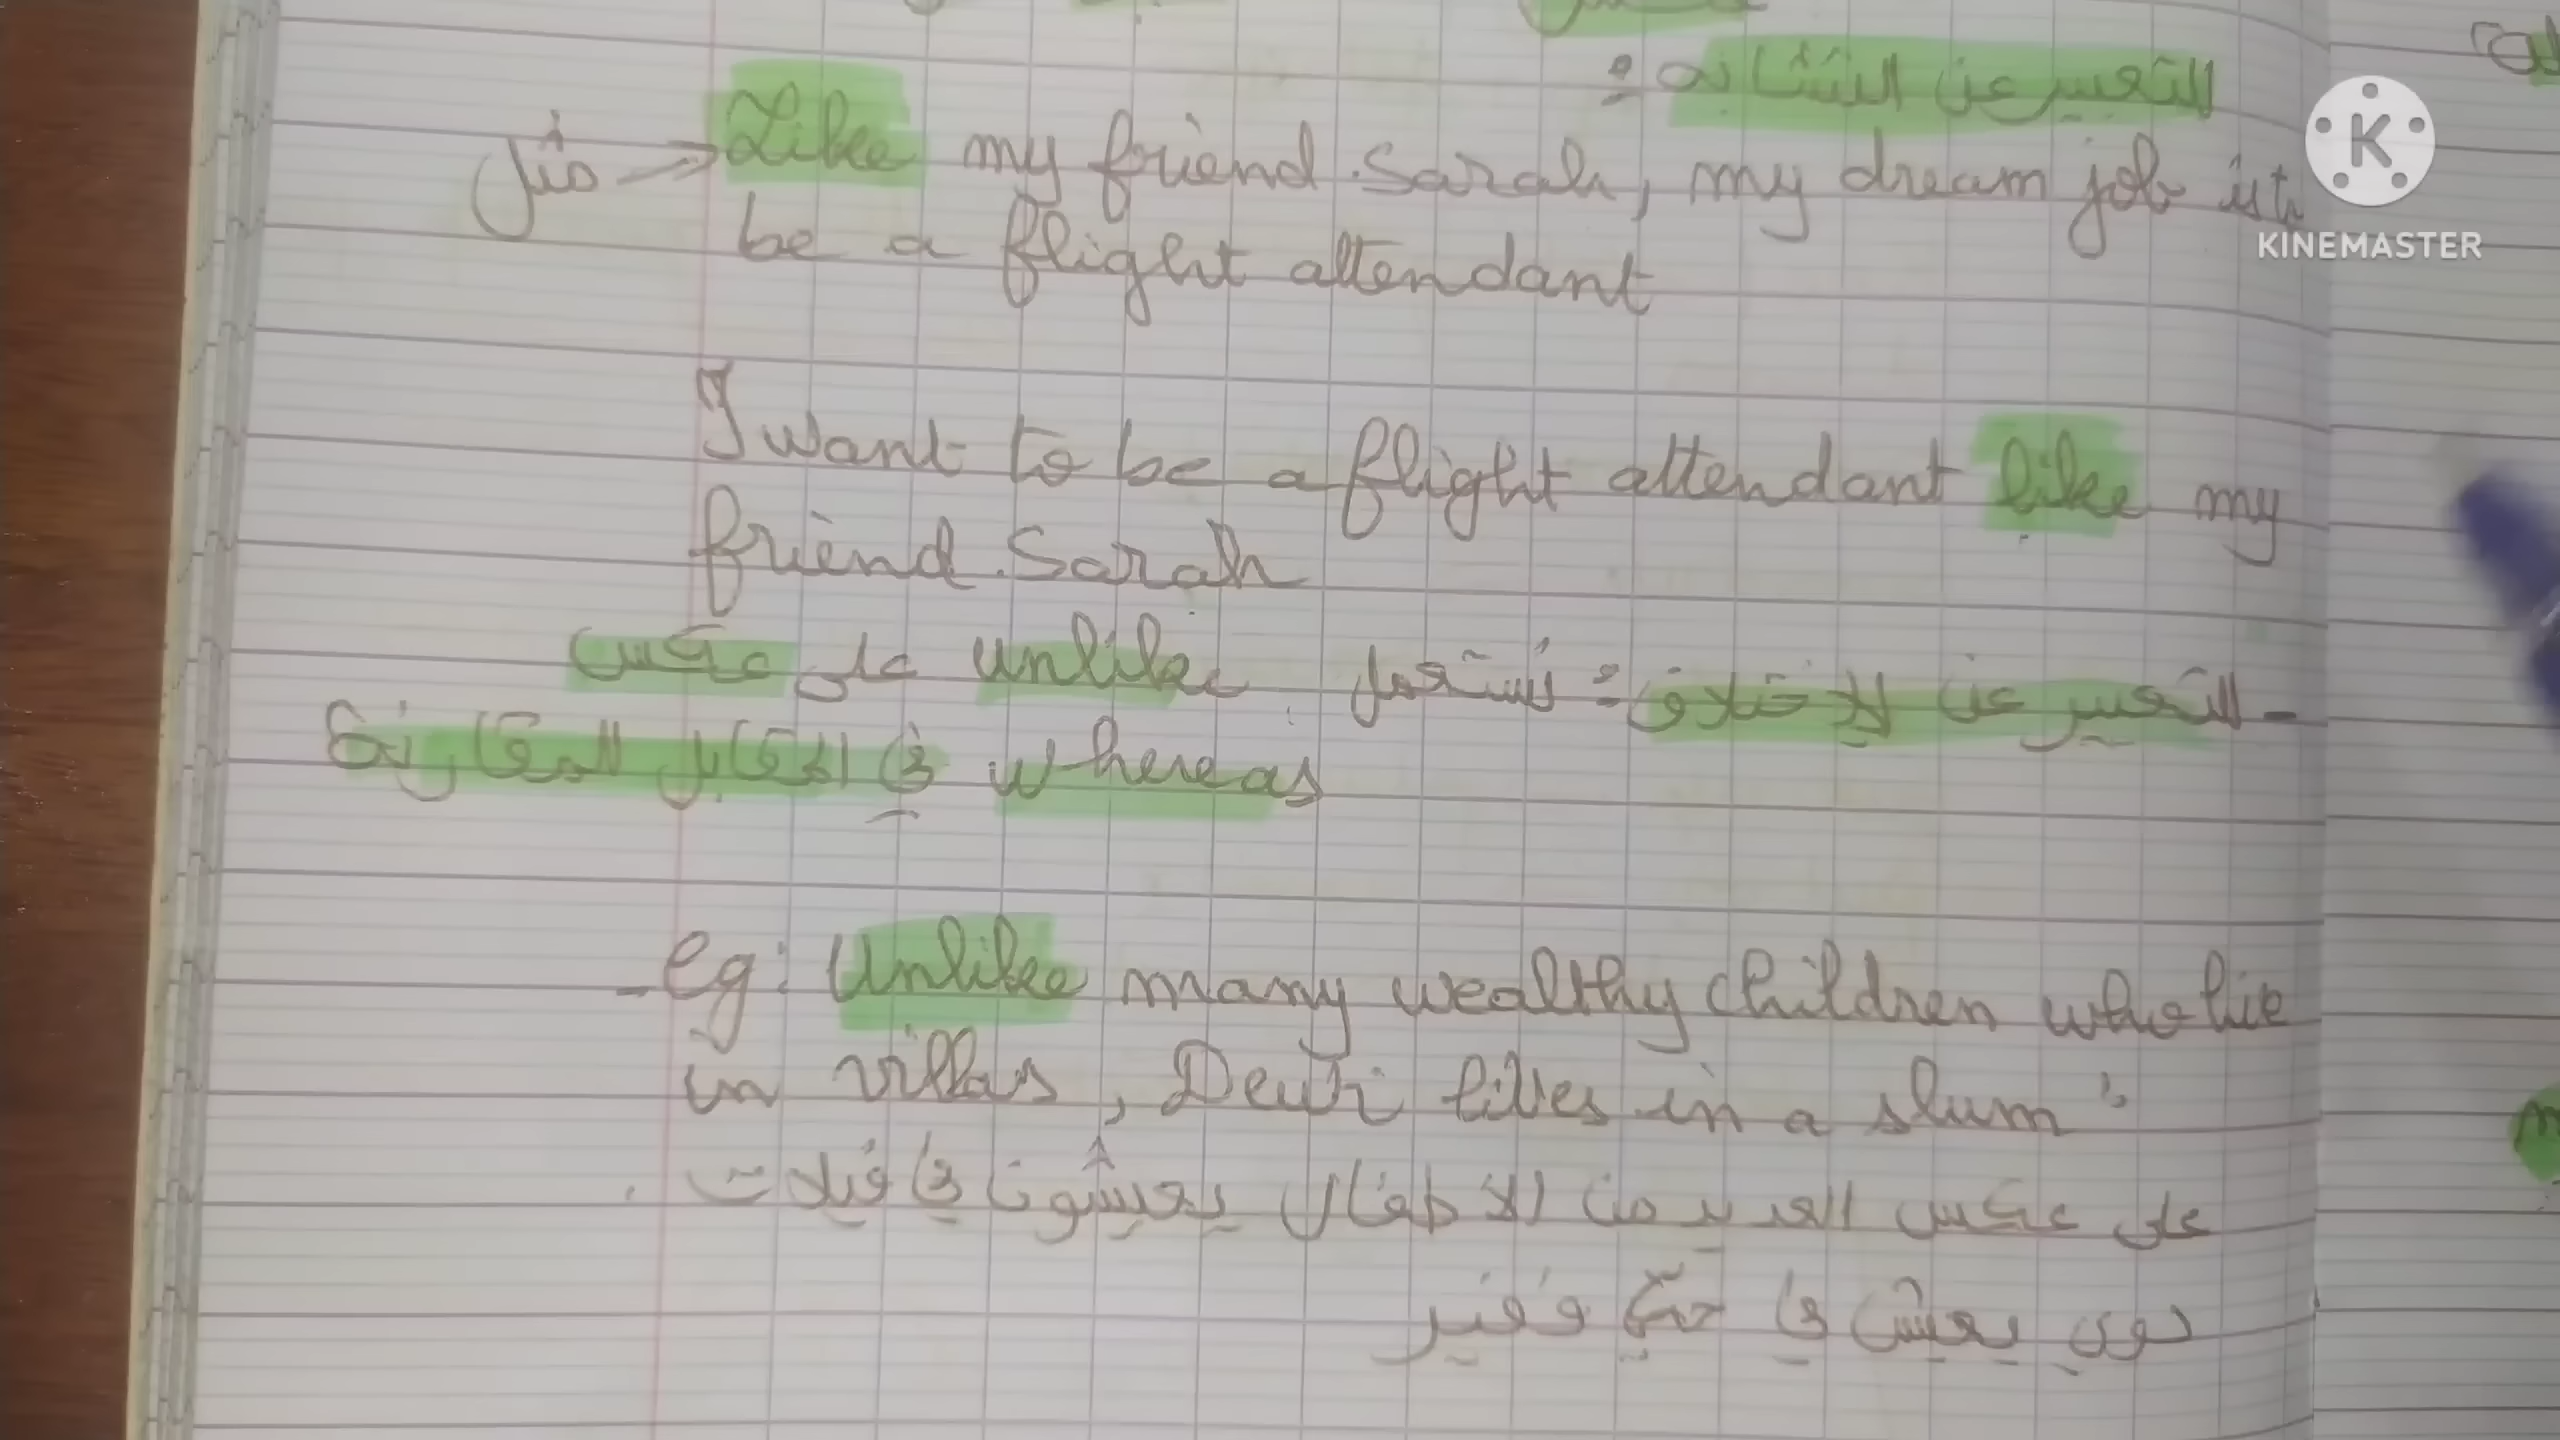 التعبير عن التشابه :
مثل → Like my friend Sarah, my dream job is to
be a flight attendant
I want to be a flight attendant like my
friend Sarah
- التعبير عن الاختلاف : نستعمل unlike على عكس
whereas في المقابل المقارنة
- eg: Unlike many wealthy children who live
in villas, Devi lives in a slum
على عكس العديد من الأطفال يعيشون في فيلات .
دوي يعيش في حي فقير
KINEMASTER